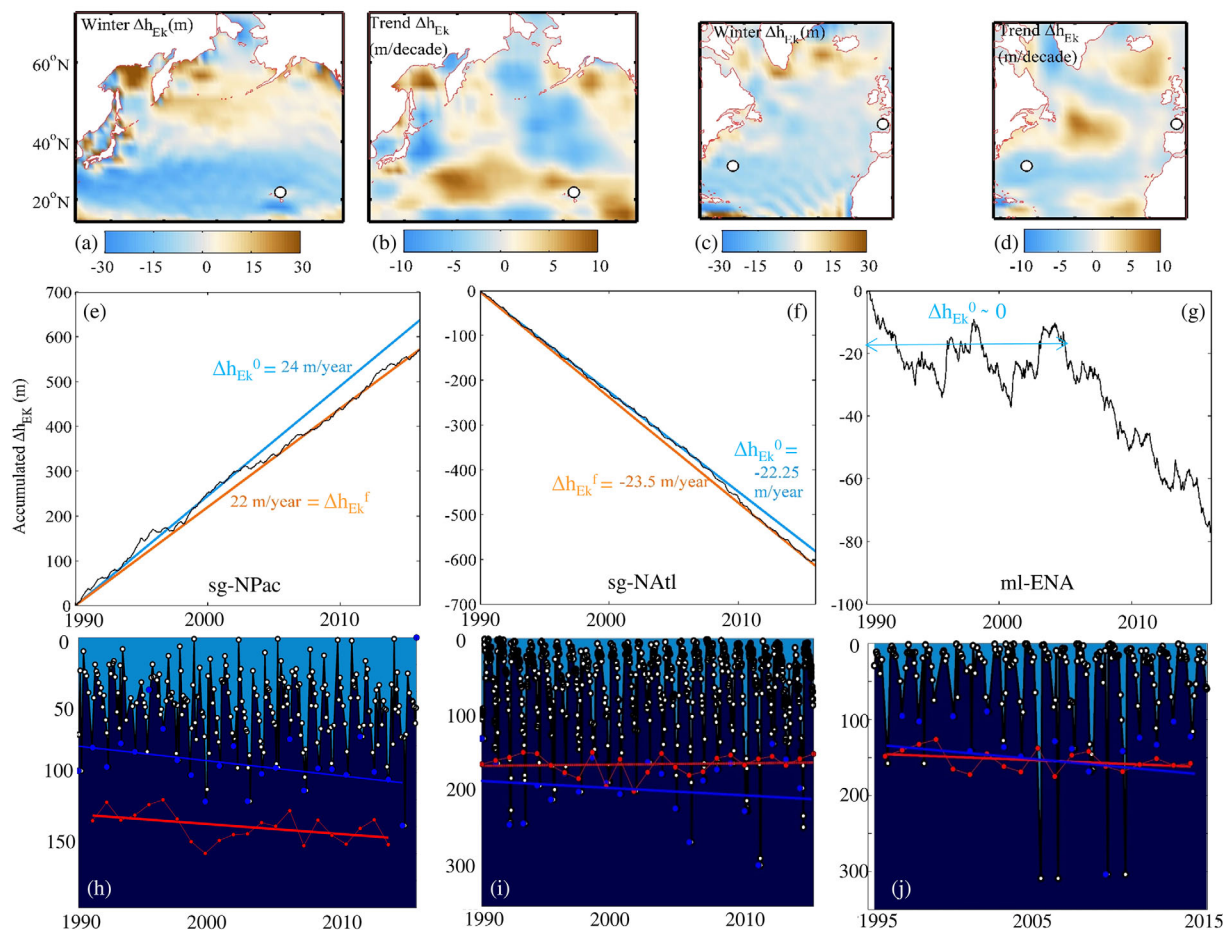 Winter Δh_Ek(m)
Trend Δh_Ek
(m/decade)
Winter Δh_Ek(m)
Trend Δh_Ek
(m/decade)
60°N
40°N
20°N
(a)
(b)
(c)
(d)
-30 -15 0 15 30
-10 -5 0 5 10
-30 -15 0 15 30
-10 -5 0 5 10
Accumulated Δh_EK (m)
700
600
500
400
300
200
100
0
(e)
Δh_Ek^0 = 24 m/year
22 m/year = Δh_Ek^f
sg-NPac
1990 2000 2010
0
-100
-200
-300
-400
-500
-600
-700
(f)
Δh_Ek^0 =
-22.25
m/year
Δh_Ek^f = -23.5 m/year
sg-NAtl
1990 2000 2010
0
-20
-40
-60
-80
-100
(g)
Δh_Ek^0 ~ 0
ml-ENA
1990 2000 2010
0
50
100
150
(h)
1990 2000 2010
0
100
200
300
(i)
1990 2000 2010
0
100
150
200
300
(j)
1995 2005 2015